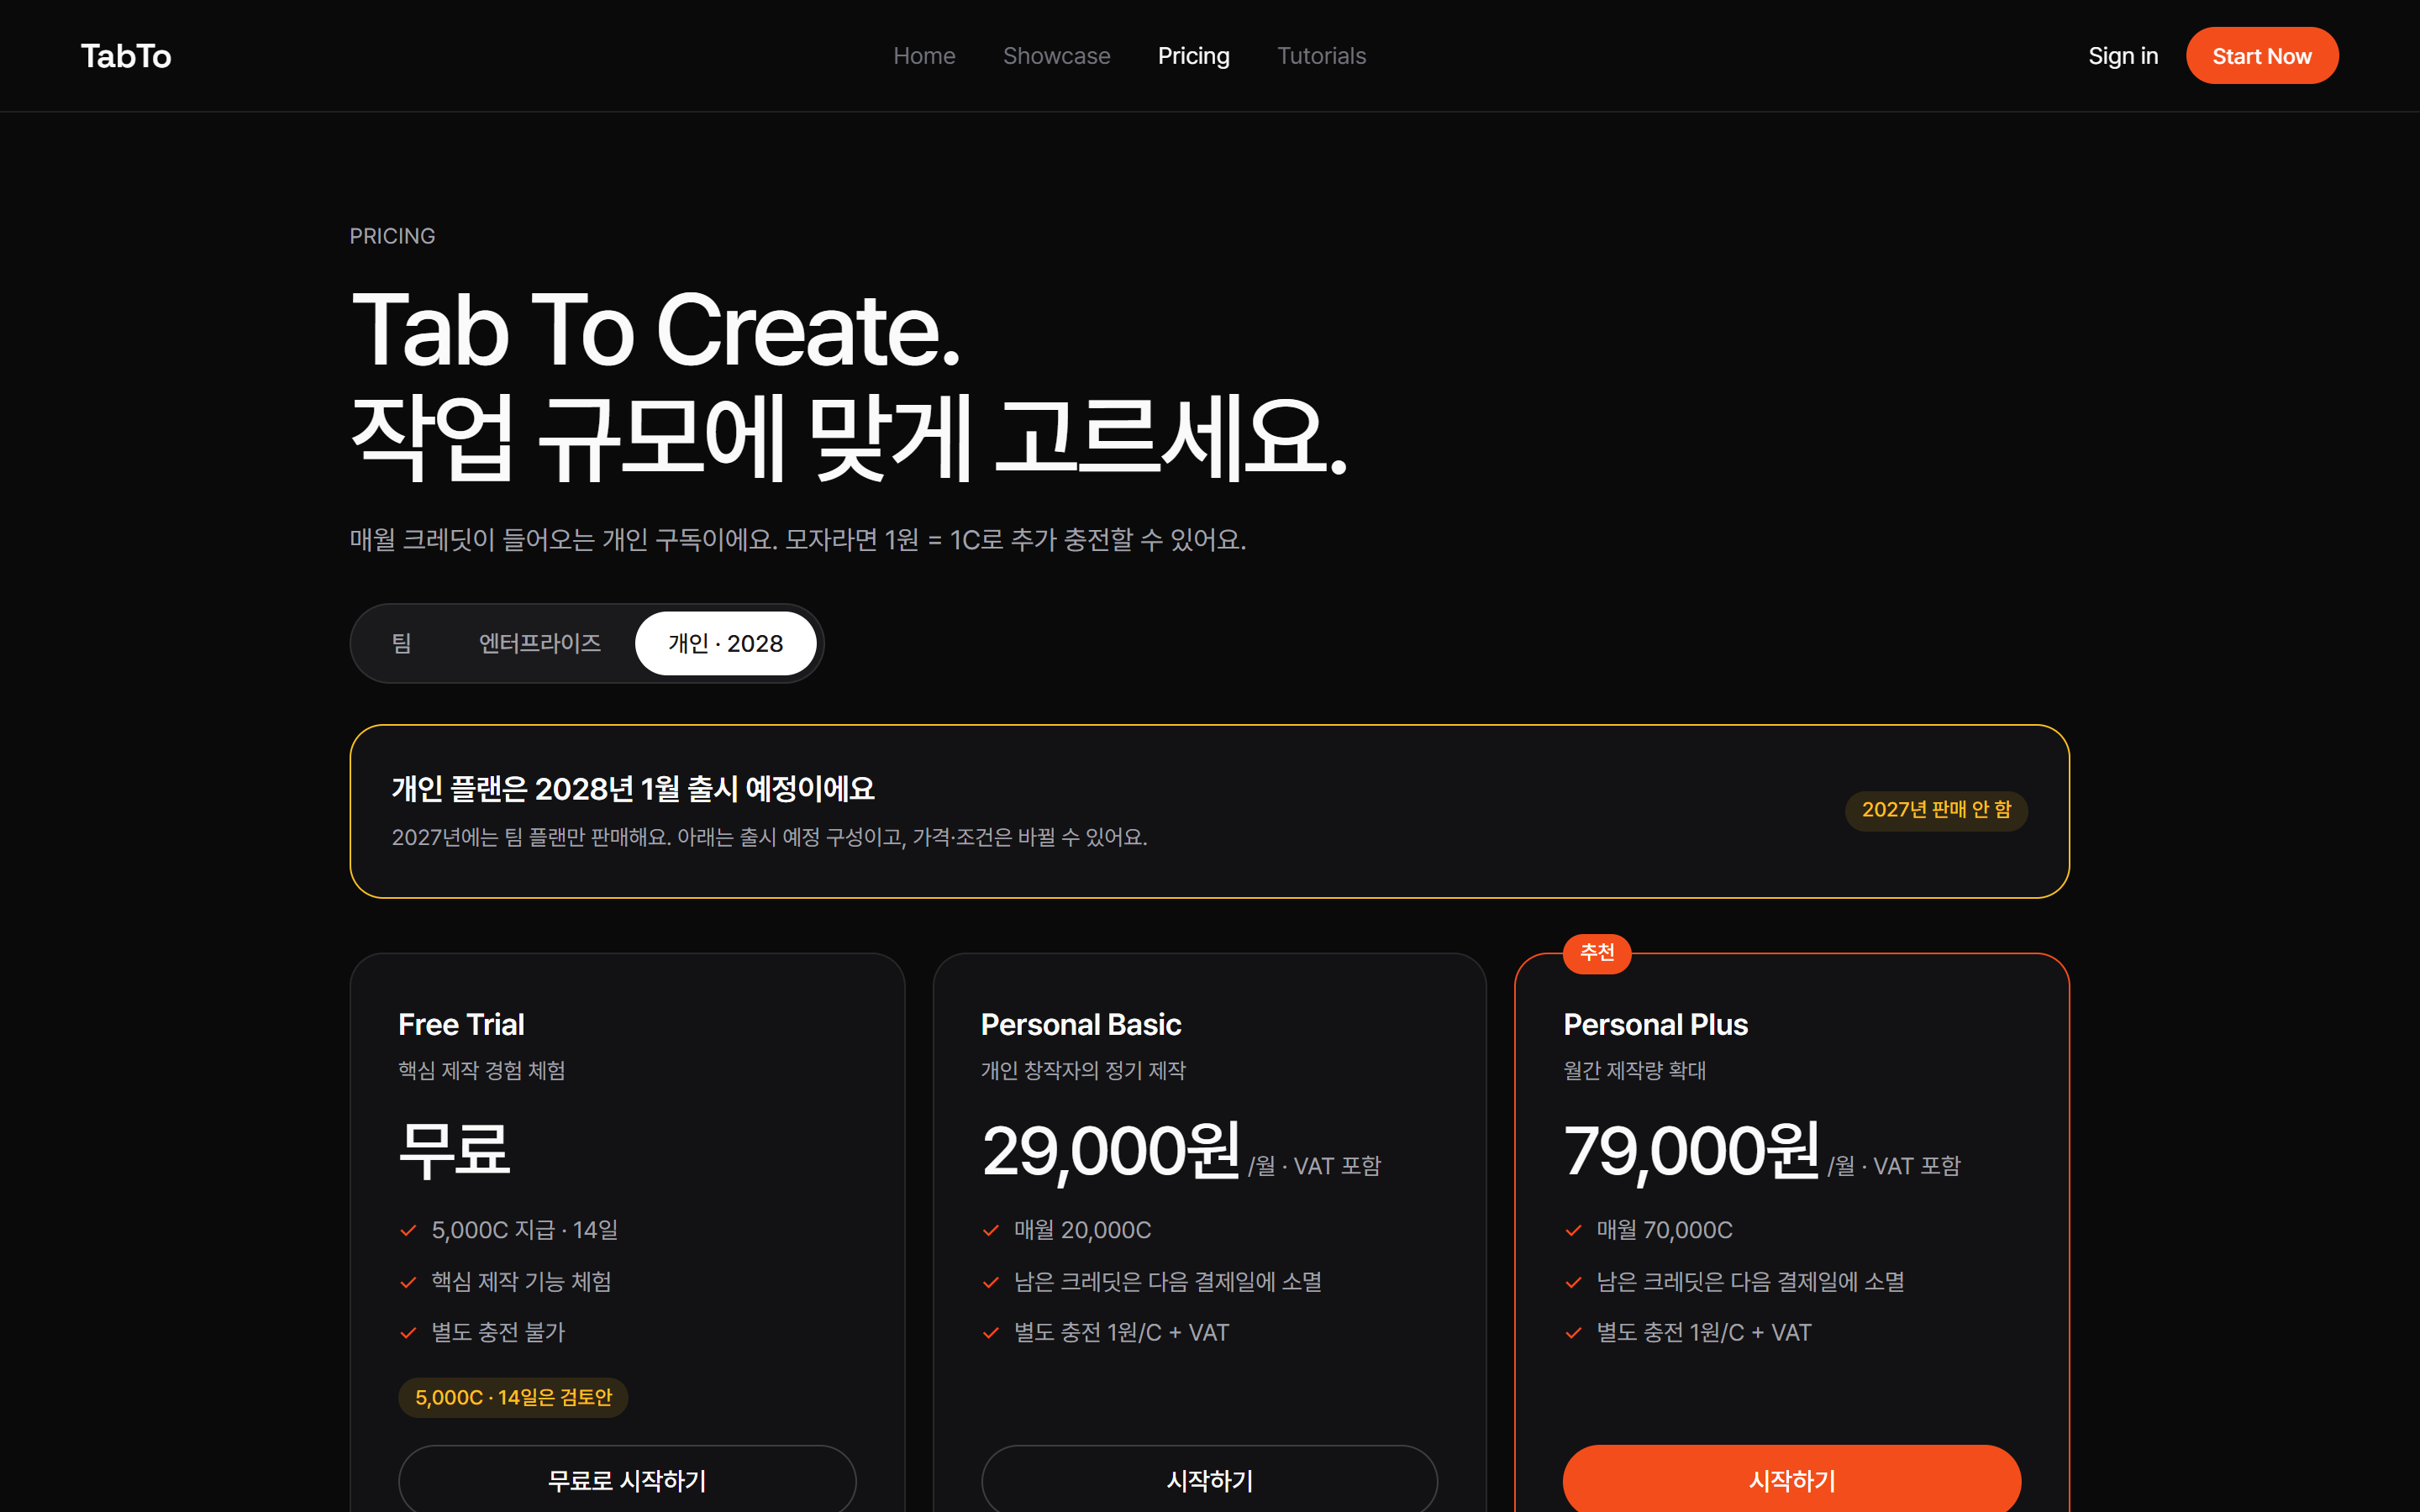 TabTo
Home
Showcase
Pricing
Tutorials
Sign in
Start Now
PRICING
Tab To Create.
작업 규모에 맞게 고르세요.
매월 크레딧이 들어오는 개인 구독이에요. 모자라면 1원 = 1C로 추가 충전할 수 있어요.
팀
엔터프라이즈
개인 · 2028
개인 플랜은 2028년 1월 출시 예정이에요
2027년에는 팀 플랜만 판매해요. 아래는 출시 예정 구성이고, 가격·조건은 바뀔 수 있어요.
2027년 판매 안 함
Free Trial
핵심 제작 경험 체험
무료
5,000C 지급 · 14일
핵심 제작 기능 체험
별도 충전 불가
5,000C · 14일은 검토안
무료로 시작하기
Personal Basic
개인 창작자의 정기 제작
29,000원 /월 · VAT 포함
매월 20,000C
남은 크레딧은 다음 결제일에 소멸
별도 충전 1원/C + VAT
시작하기
추천
Personal Plus
월간 제작량 확대
79,000원 /월 · VAT 포함
매월 70,000C
남은 크레딧은 다음 결제일에 소멸
별도 충전 1원/C + VAT
시작하기